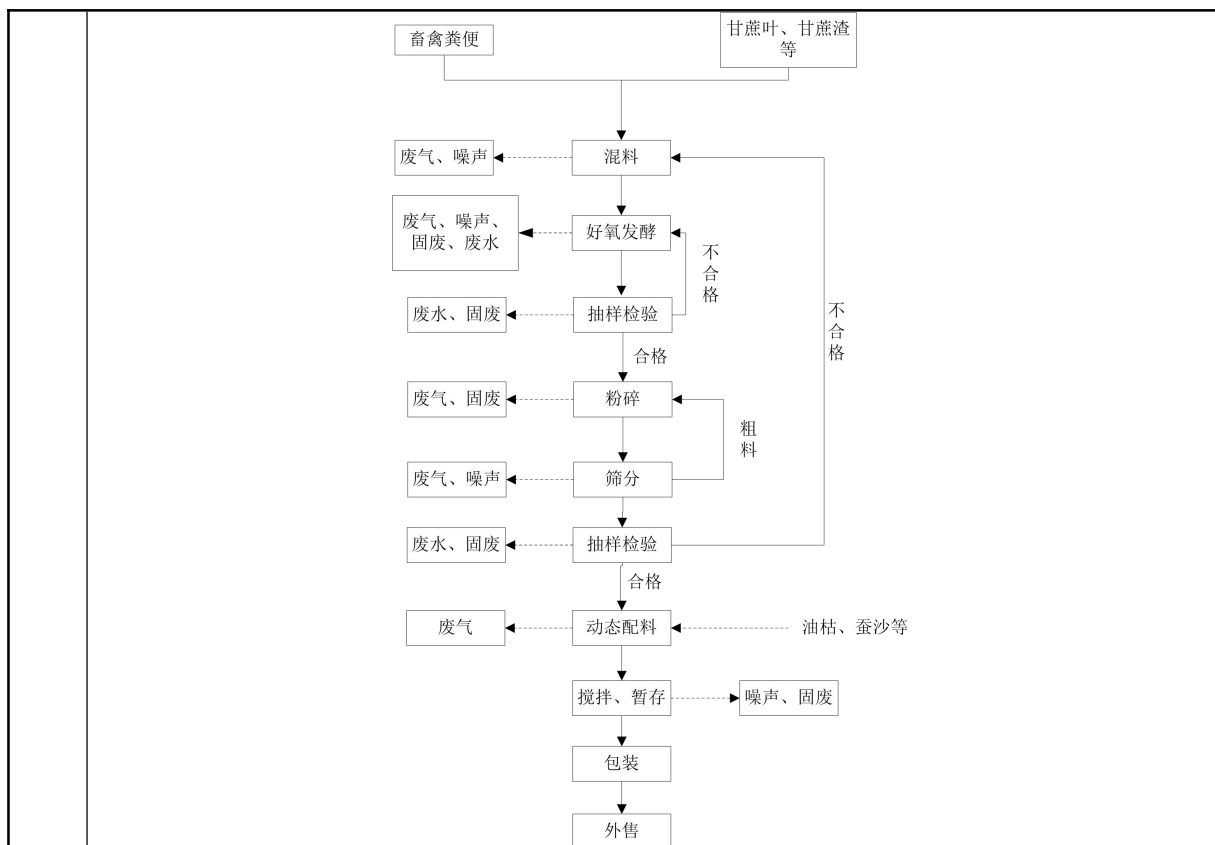 畜禽粪便
甘蔗叶、甘蔗渣
等
废气、噪声
混料
废气、噪声、
固废、废水
好氧发酵
不合格
废水、固废
抽样检验
不合格
合格
废气、固废
粉碎
粗料
废气、噪声
筛分
废水、固废
抽样检验
合格
废气
动态配料
油枯、蚕沙等
搅拌、暂存
噪声、固废
包装
外售